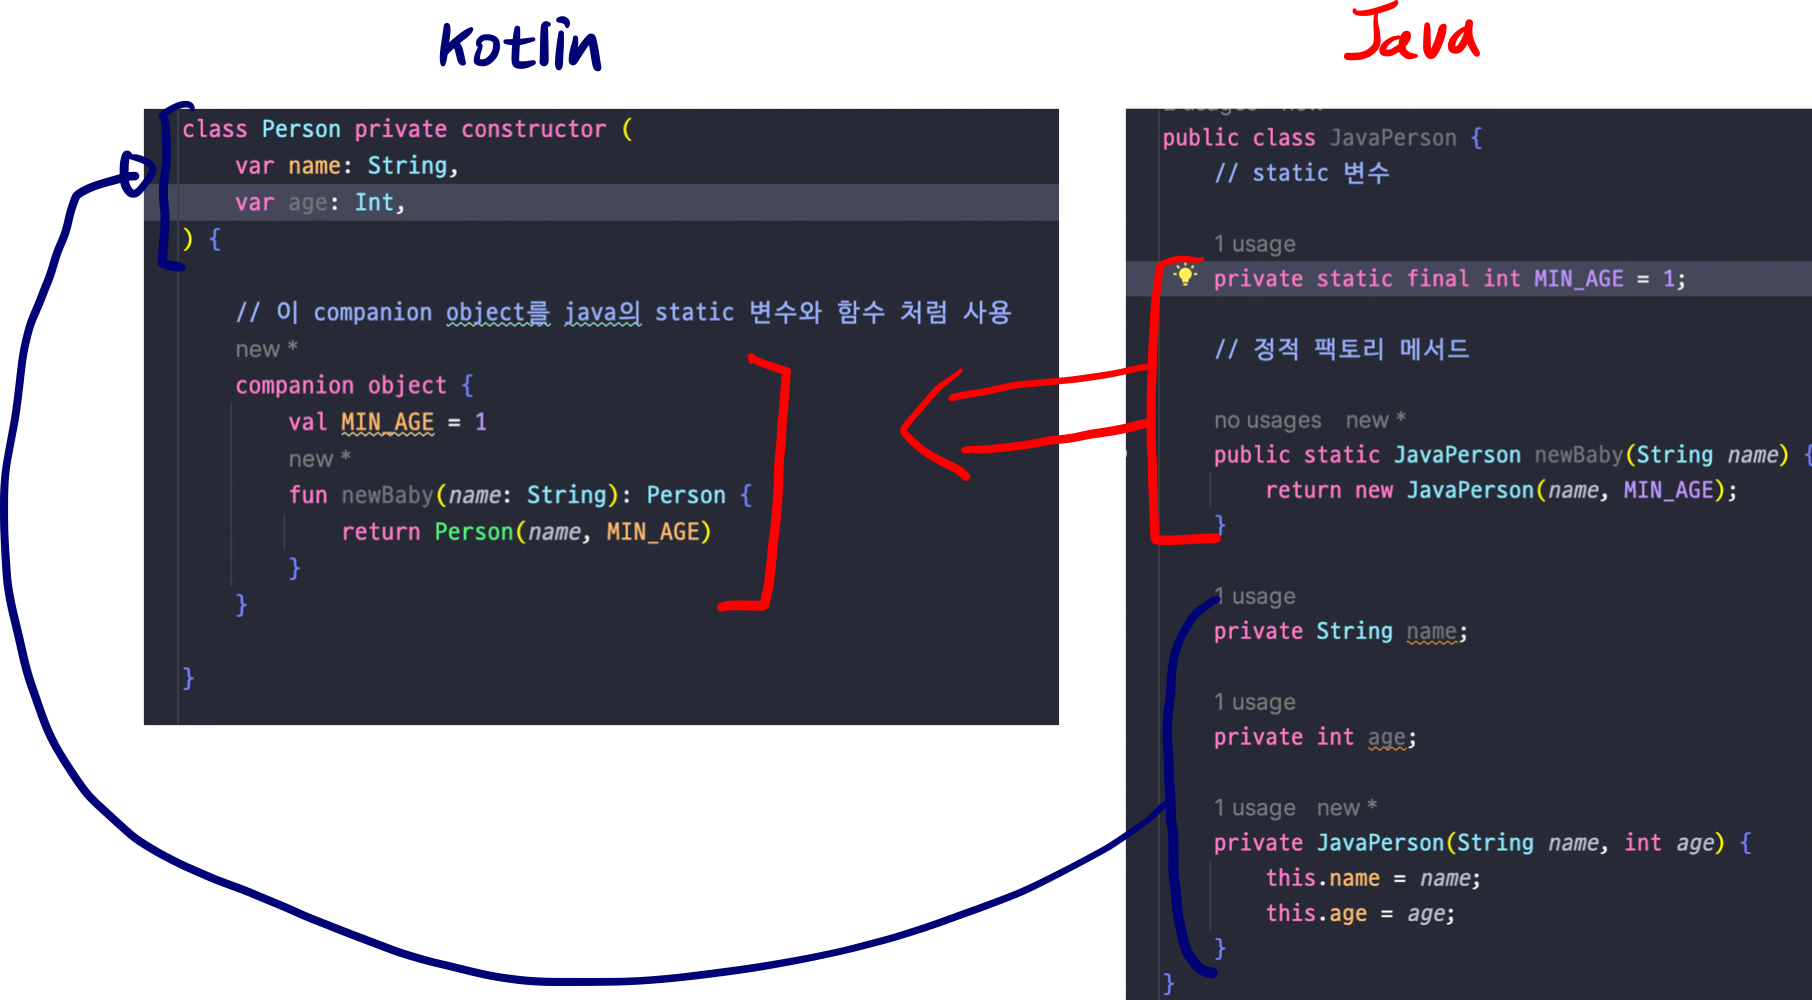 Kotlin
class Person private constructor (
var name: String,
var age: Int,
) {
// 이 companion object를 java의 static 변수와 함수 처럼 사용
new *
companion object {
val MIN_AGE = 1
new *
fun newBaby(name: String): Person {
return Person(name, MIN_AGE)
}
}
}
Java
public class JavaPerson {
// static 변수
1 usage
private static final int MIN_AGE = 1;
// 정적 팩토리 메서드
no usages new *
public static JavaPerson newBaby(String name) {
return new JavaPerson(name, MIN_AGE);
}
1 usage
private String name;
1 usage
private int age;
1 usage new *
private JavaPerson(String name, int age) {
this.name = name;
this.age = age;
}
}